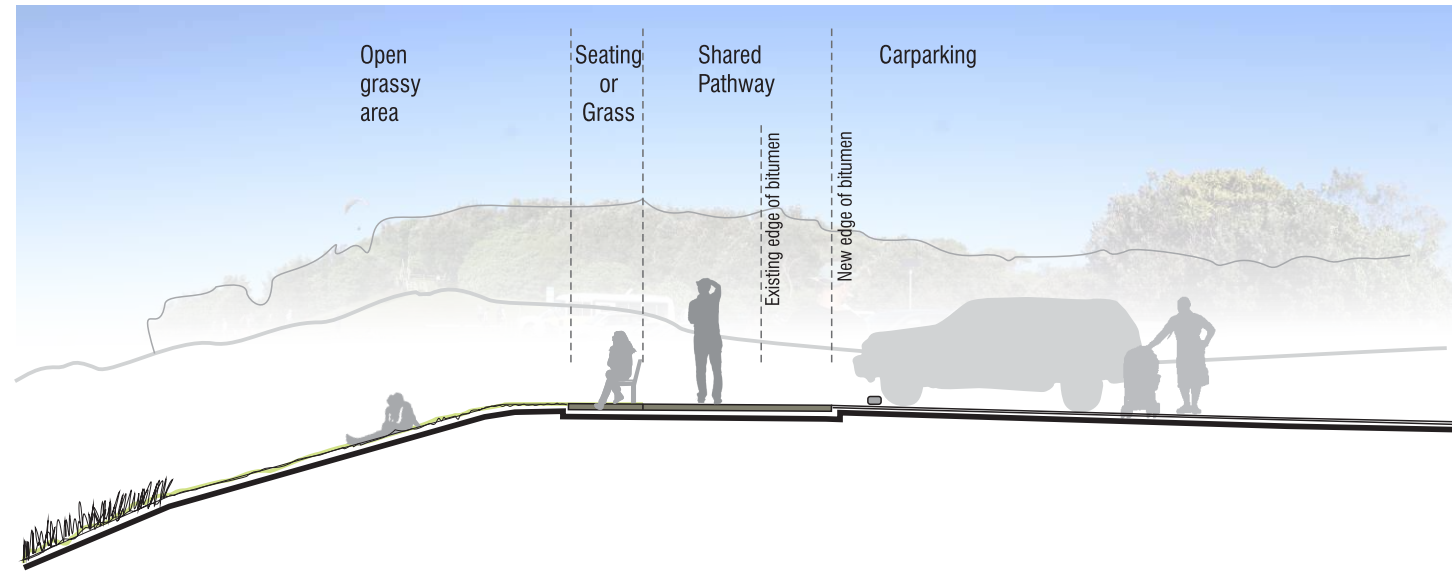 Open
grassy
area
Seating
or
Grass
Shared
Pathway
Carparking
Existing edge of bitumen
New edge of bitumen